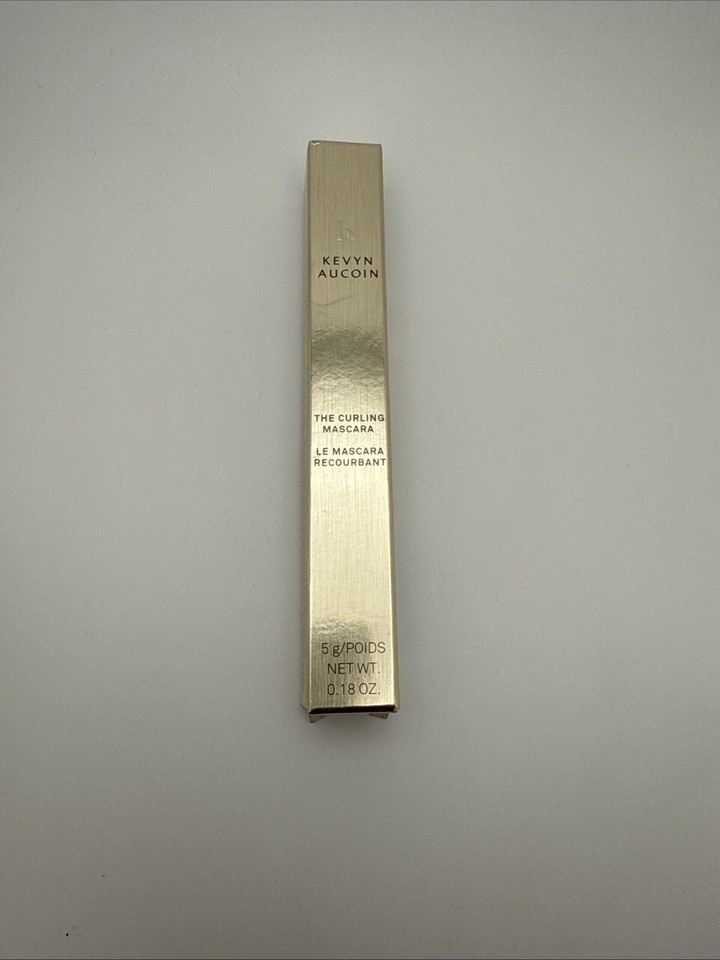 KEVYN
AUCOIN
THE CURLING
MASCARA
LE MASCARA
RECOURBANT
5 g/POIDS
NET WT.
0.18 OZ.